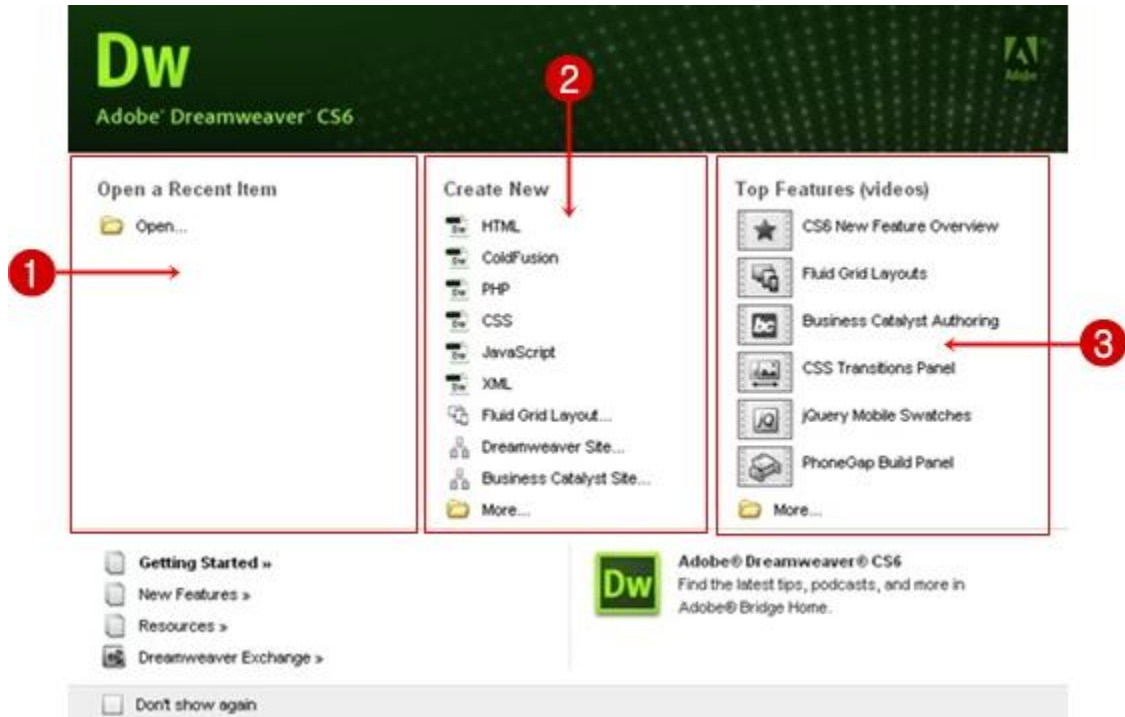 Dw
Adobe
Adobe® Dreamweaver® CS6
2
Open a Recent Item
Open...
1
Create New
HTML
ColdFusion
PHP
CSS
JavaScript
XML
Fluid Grid Layout...
Dreamweaver Site...
Business Catalyst Site...
More...
Top Features (videos)
CS6 New Feature Overview
Fluid Grid Layouts
Business Catalyst Authoring
CSS Transitions Panel
jQuery Mobile Swatches
PhoneGap Build Panel
More...
3
Getting Started »
New Features »
Resources »
Dreamweaver Exchange »
Dw
Adobe® Dreamweaver® CS6
Find the latest tips, podcasts, and more in
Adobe® Bridge Home.
Don't show again